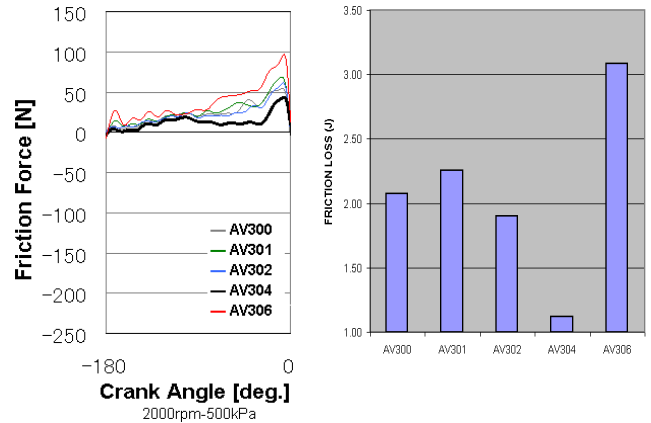 Friction Force [N]
150
100
50
0
−50
−100
−150
−200
−250
AV300
AV301
AV302
AV304
AV306
−180
0
Crank Angle [deg.]
2000rpm-500kPa
FRICTION LOSS (J)
3.50
3.00
2.50
2.00
1.50
1.00
AV300 AV301 AV302 AV304 AV306